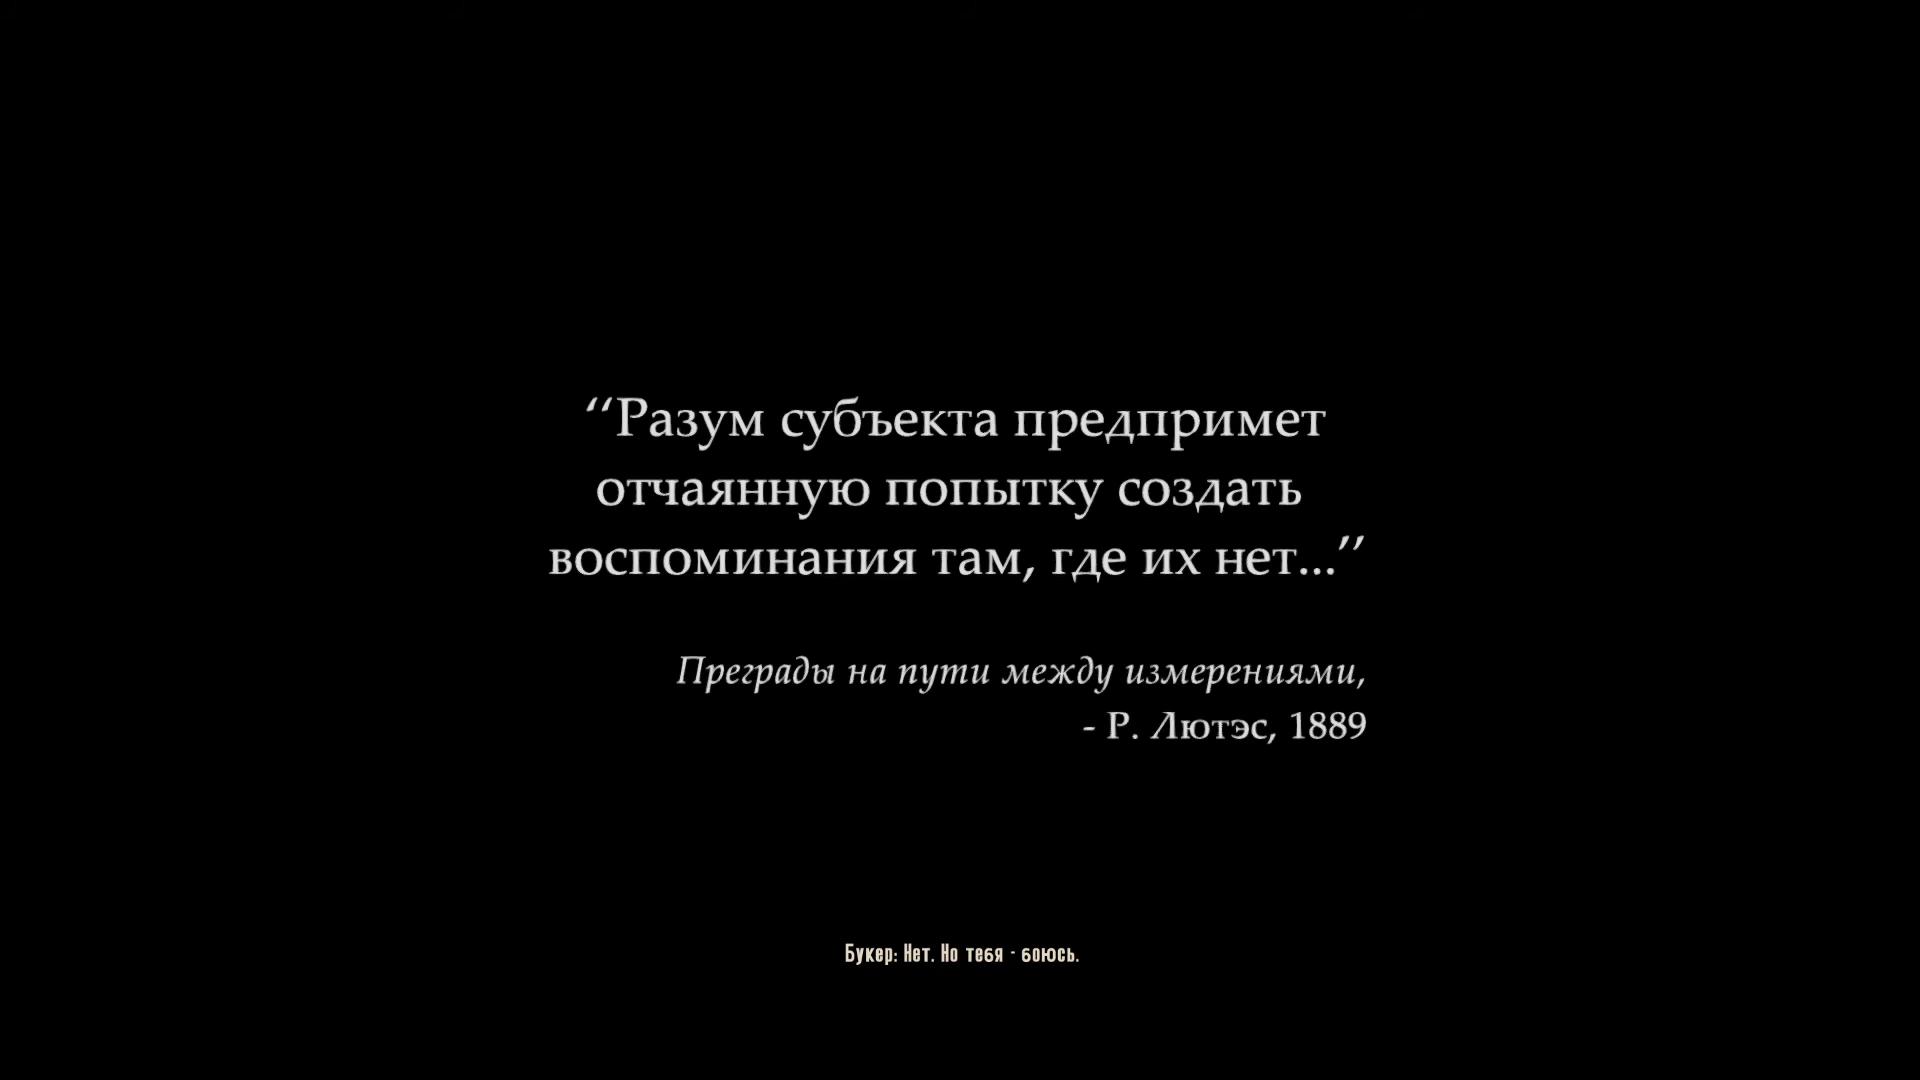 ‘‘Разум субъекта предпримет
отчаянную попытку создать
воспоминания там, где их нет...’’
Преграды на пути между измерениями,
- Р. Лютэс, 1889
Букер: Нет. Но тебя - боюсь.